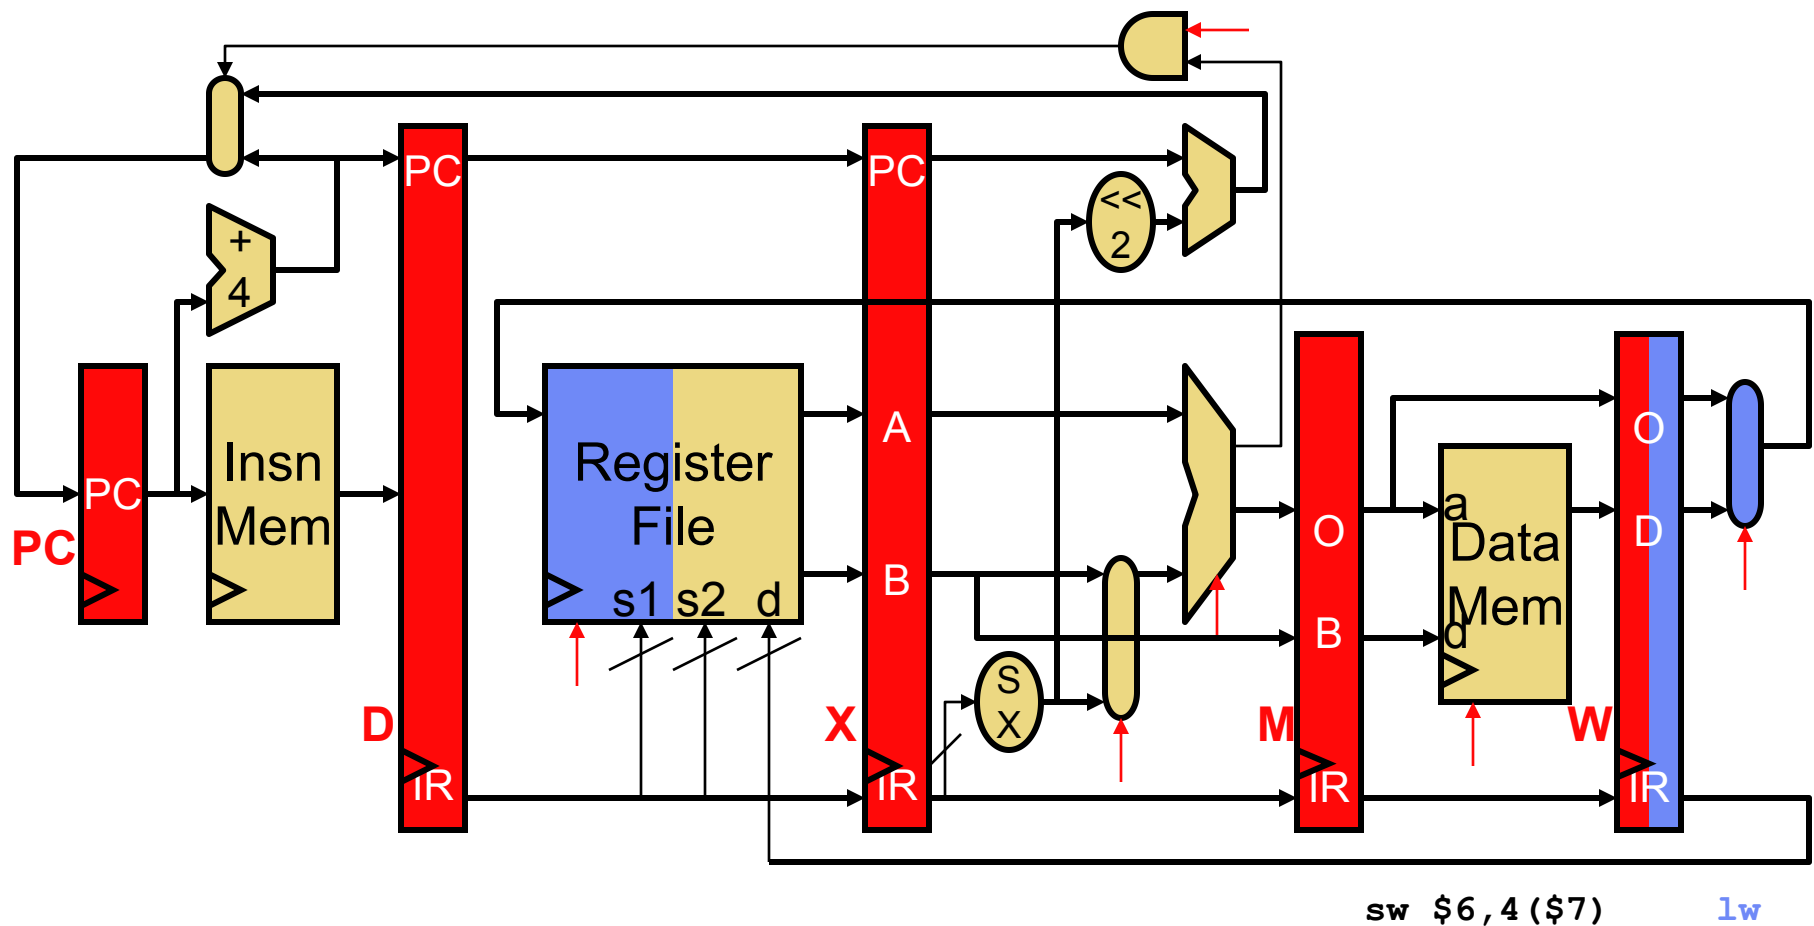 PC
PC
<<
2
+
4
PC
PC
Insn
Mem
Register
File
s1 s2 d
A
B
O
B
a
Data
Mem
d
O
D
S
X
D
X
M
W
IR
IR
IR
IR
sw $6,4($7)
lw